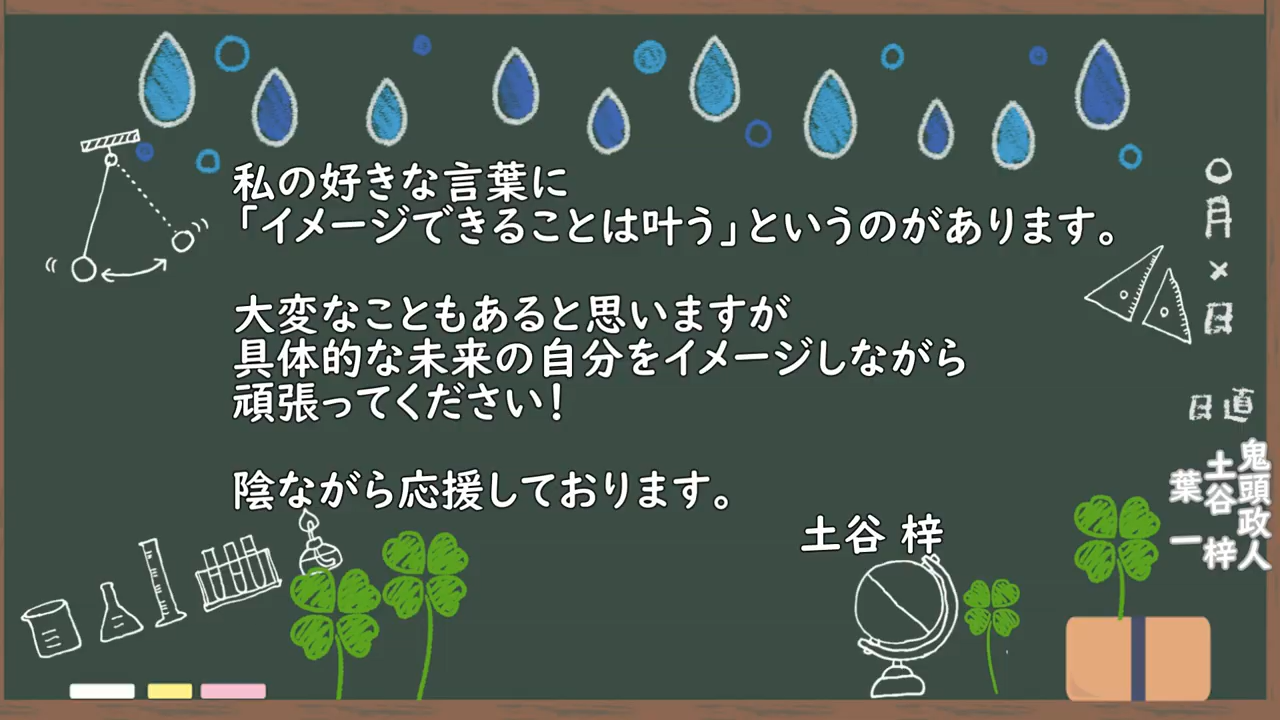 私の好きな言葉に
「イメージできることは叶う」というのがあります。
大変なこともあると思いますが
具体的な未来の自分をイメージしながら
頑張ってください！
陰ながら応援しております。
土谷 梓
〇月×日
日直
鬼頭政人
土谷 梓
葉 一